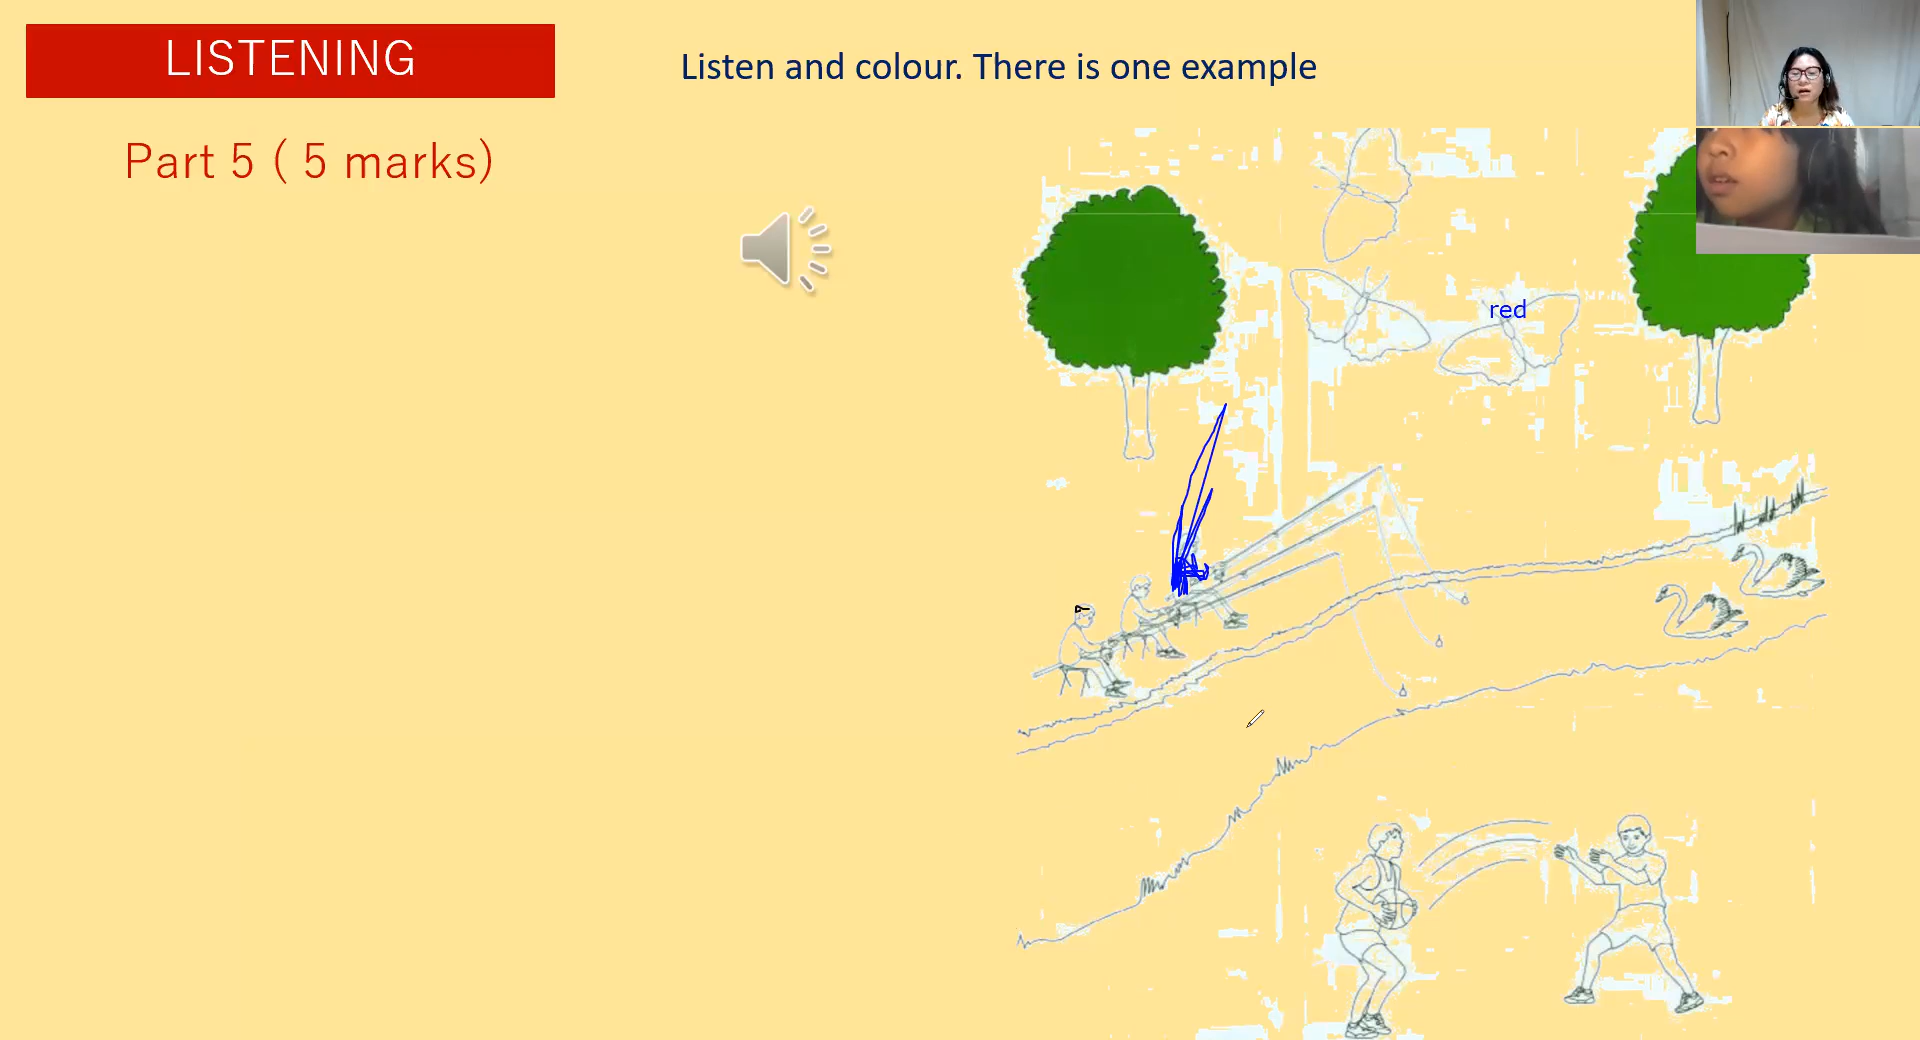 LISTENING
Listen and colour. There is one example
Part 5 ( 5 marks)
red